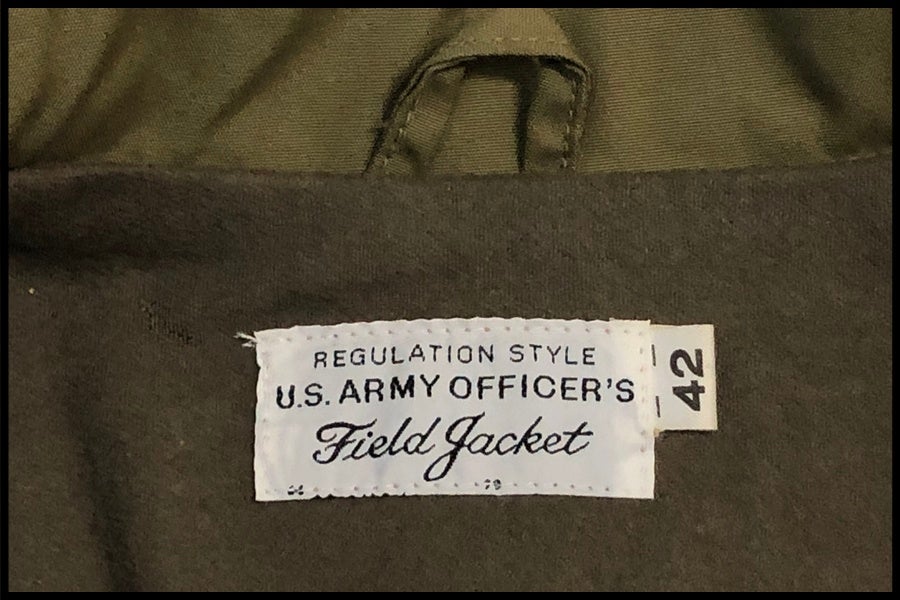 REGULATION STYLE
U.S. ARMY OFFICER'S
Field Jacket
42